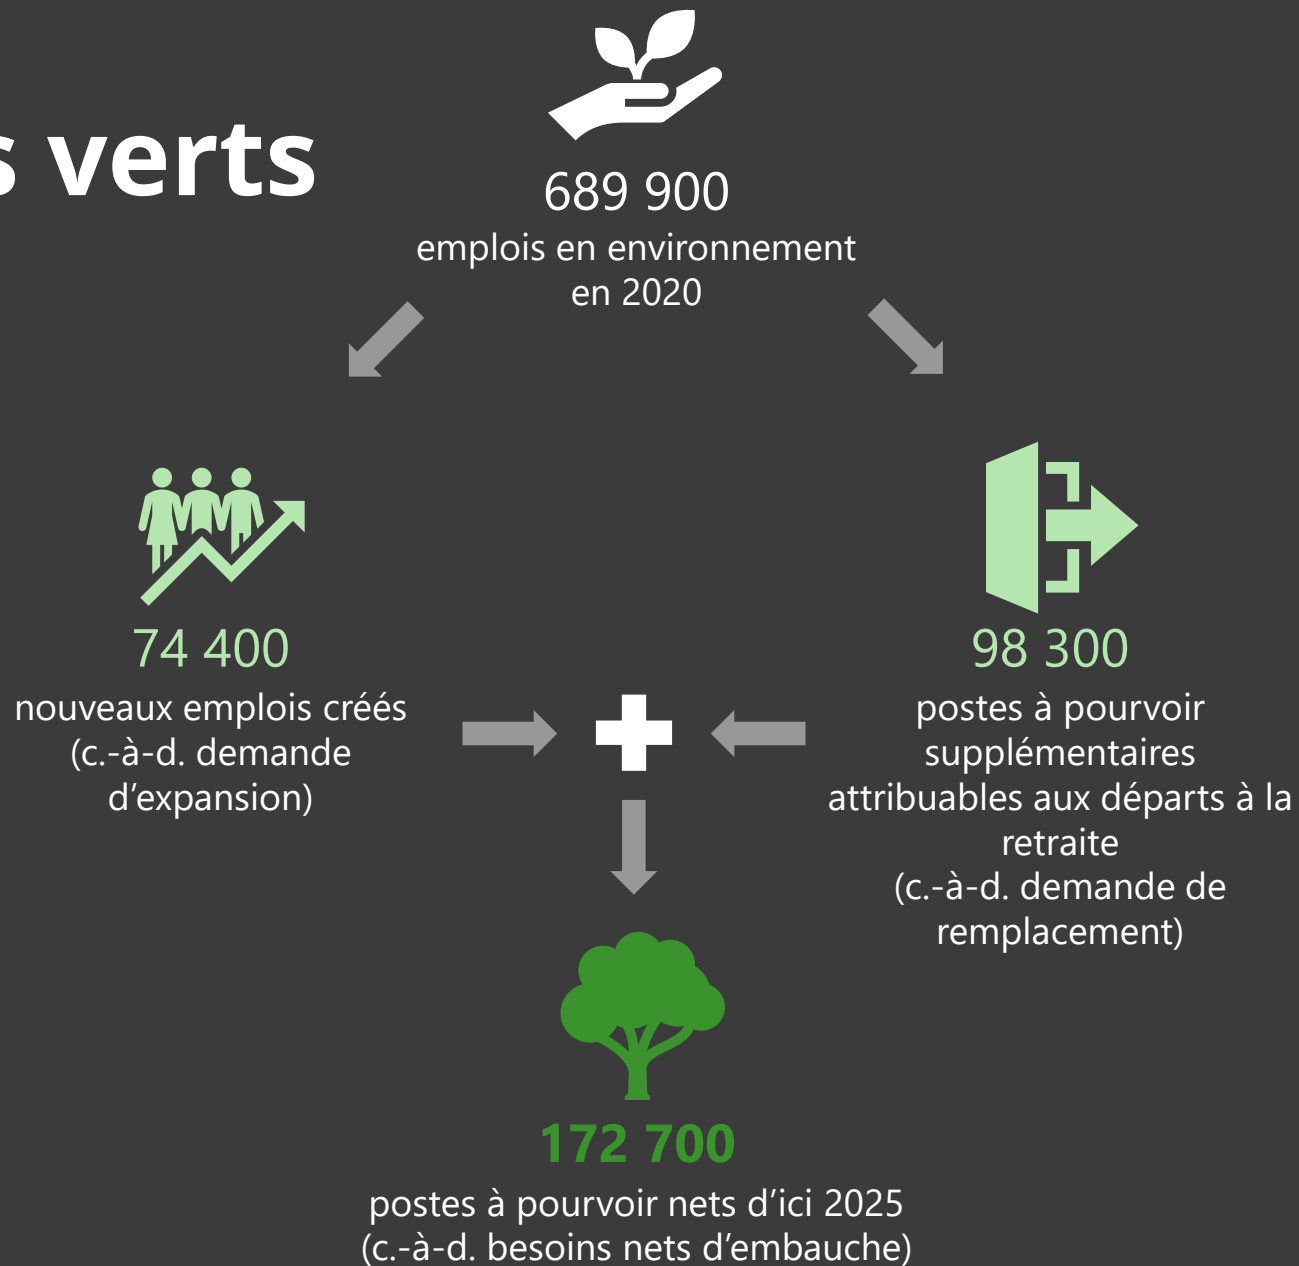 s verts
689 900
emplois en environnement
en 2020
74 400
nouveaux emplois créés
(c.-à-d. demande
d’expansion)
98 300
postes à pourvoir
supplémentaires
attribuables aux départs à la
retraite
(c.-à-d. demande de
remplacement)
172 700
postes à pourvoir nets d’ici 2025
(c.-à-d. besoins nets d’embauche)